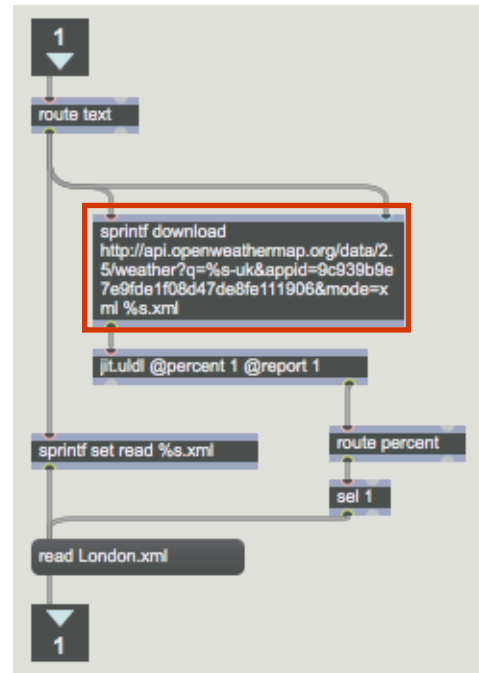 1
route text
sprintf download
http://api.openweathermap.org/data/2.
5/weather?q=%s-uk&appid=9c939b9e
7e9fde1f08d47de8fe111906&mode=x
ml %s.xml
jit.uldl @percent 1 @report 1
sprintf set read %s.xml
route percent
sel 1
read London.xml
1